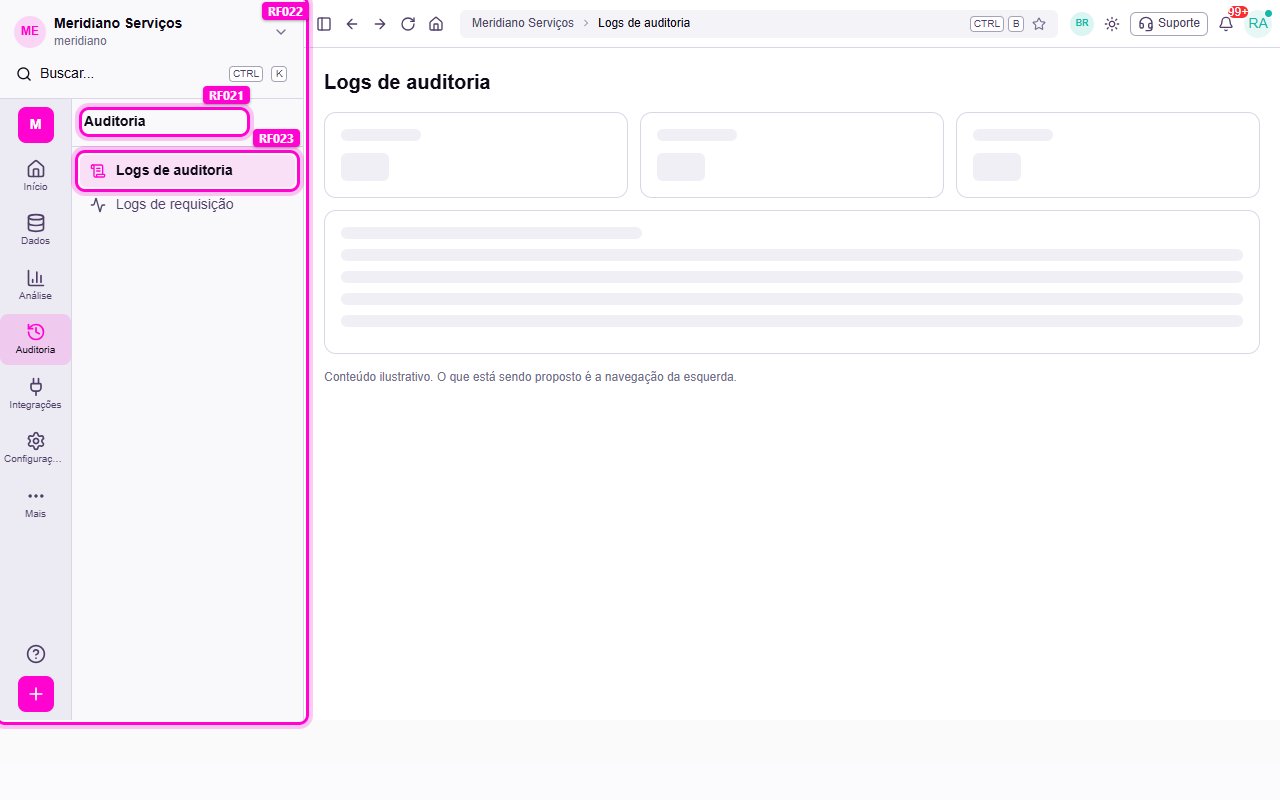 RF022
ME
Meridiano Serviços
meridiano
Buscar...
CTRL K
Meridiano Serviços > Logs de auditoria
CTRL B
BR
Suporte
99+
RA
RF021
M
Auditoria
RF023
Logs de auditoria
Logs de requisição
Início
Dados
Análise
Auditoria
Integrações
Configuraç...
Mais
Logs de auditoria
Conteúdo ilustrativo. O que está sendo proposto é a navegação da esquerda.